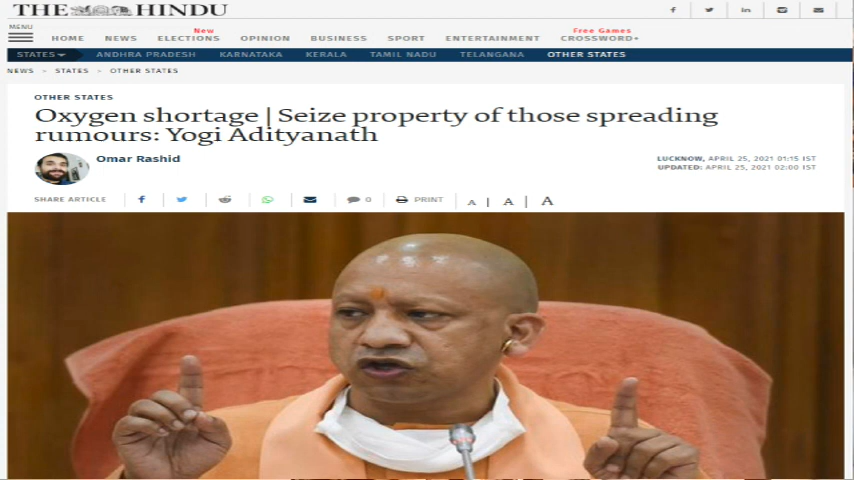 THE HINDU
MENU
HOME NEWS New ELECTIONS OPINION BUSINESS SPORT ENTERTAINMENT Free Games CROSSWORD+
STATES ANDHRA PRADESH KARNATAKA KERALA TAMIL NADU TELANGANA OTHER STATES
NEWS > STATES > OTHER STATES
OTHER STATES
Oxygen shortage | Seize property of those spreading
rumours: Yogi Adityanath
Omar Rashid
LUCKNOW, APRIL 25, 2021 01:15 IST
UPDATED: APRIL 25, 2021 02:00 IST
SHARE ARTICLE 0 PRINT A | A | A